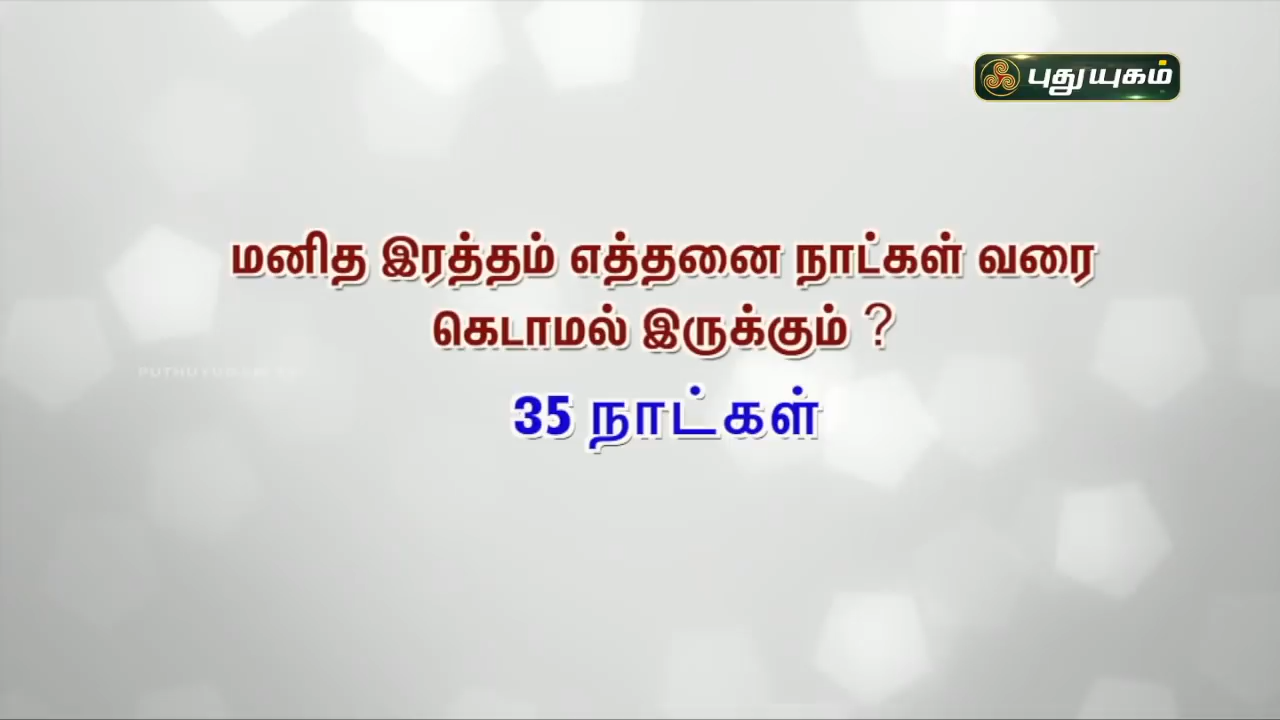 புதுயுகம்
மனித இரத்தம் எத்தனை நாட்கள் வரை
கெடாமல் இருக்கும் ?
35 நாட்கள்